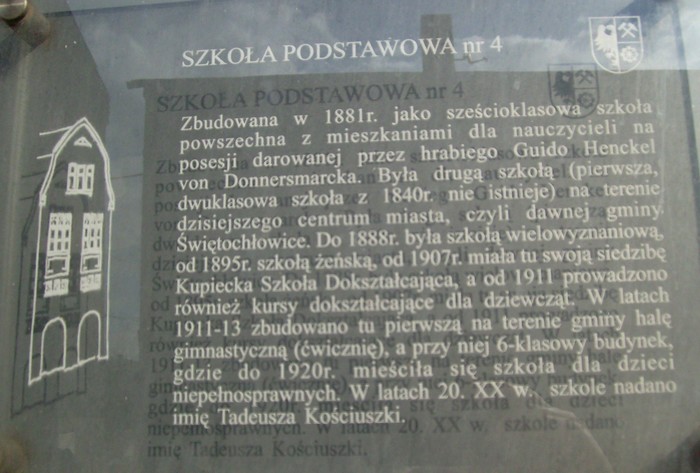 SZKOŁA PODSTAWOWA nr 4
Zbudowana w 1881r. jako sześcioklasowa szkoła
powszechna z mieszkaniami dla nauczycieli na
posesji darowanej przez hrabiego Guido Henckel
von Donnersmarcka. Była drugą szkołą (pierwsza,
dwuklasowa szkoła z 1840r. nie istnieje) na terenie
dzisiejszego centrum miasta, czyli dawnej gminy
Świętochłowice. Do 1888r. była szkołą wielowyznaniową,
od 1895r. szkołą żeńską, od 1907r. miała tu swoją siedzibę
Kupiecka Szkoła Dokształcająca, a od 1911 prowadzono
również kursy dokształcające dla dziewcząt. W latach
1911-13 zbudowano tu pierwszą na terenie gminy halę
gimnastyczną (ćwicznię), a przy niej 6-klasowy budynek,
gdzie do 1920r. mieściła się szkoła dla dzieci
niepełnosprawnych. W latach 20. XX w. szkole nadano
imię Tadeusza Kościuszki.